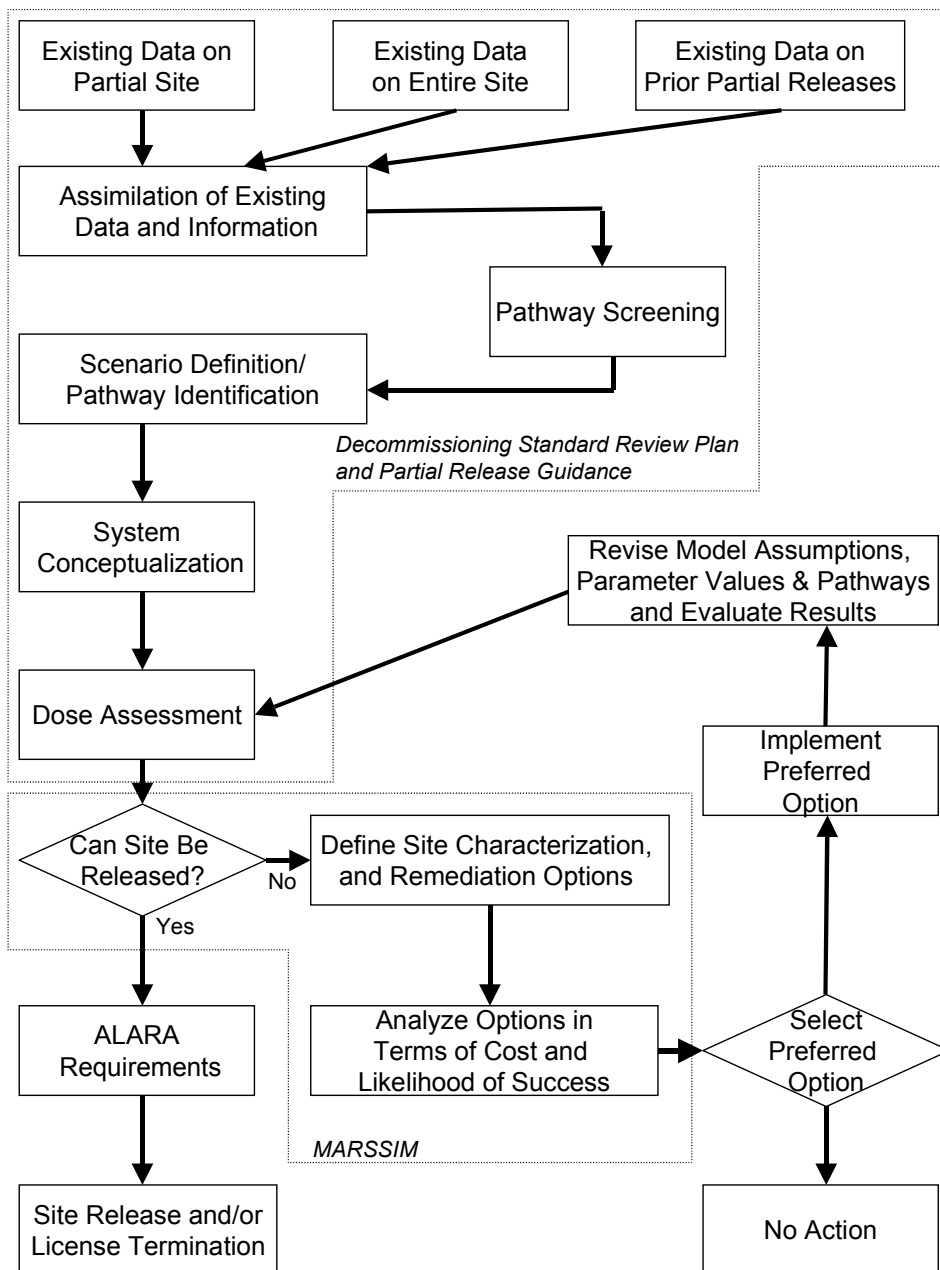 Existing Data on
Partial Site
Existing Data
on Entire Site
Existing Data on
Prior Partial Releases
Assimilation of Existing
Data and Information
Pathway Screening
Scenario Definition/
Pathway Identification
Decommissioning Standard Review Plan
and Partial Release Guidance
System
Conceptualization
Revise Model Assumptions,
Parameter Values & Pathways
and Evaluate Results
Dose Assessment
Implement
Preferred
Option
Can Site Be
Released?
No
Yes
Define Site Characterization,
and Remediation Options
ALARA
Requirements
Analyze Options in
Terms of Cost and
Likelihood of Success
Select
Preferred
Option
MARSSIM
Site Release and/or
License Termination
No Action